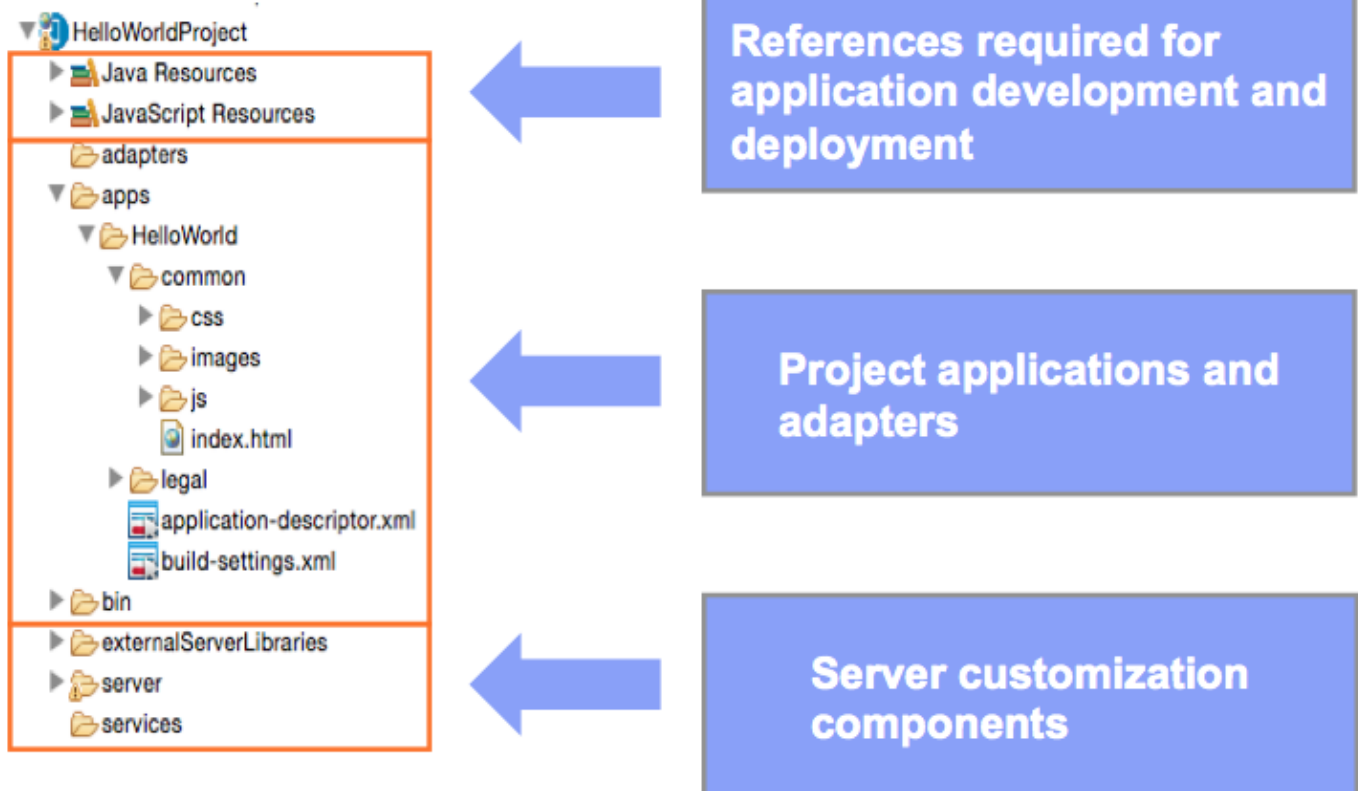 HelloWorldProject
Java Resources
JavaScript Resources
adapters
apps
HelloWorld
common
css
images
js
index.html
legal
application-descriptor.xml
build-settings.xml
bin
externalServerLibraries
server
services
References required for
application development and
deployment
Project applications and
adapters
Server customization
components